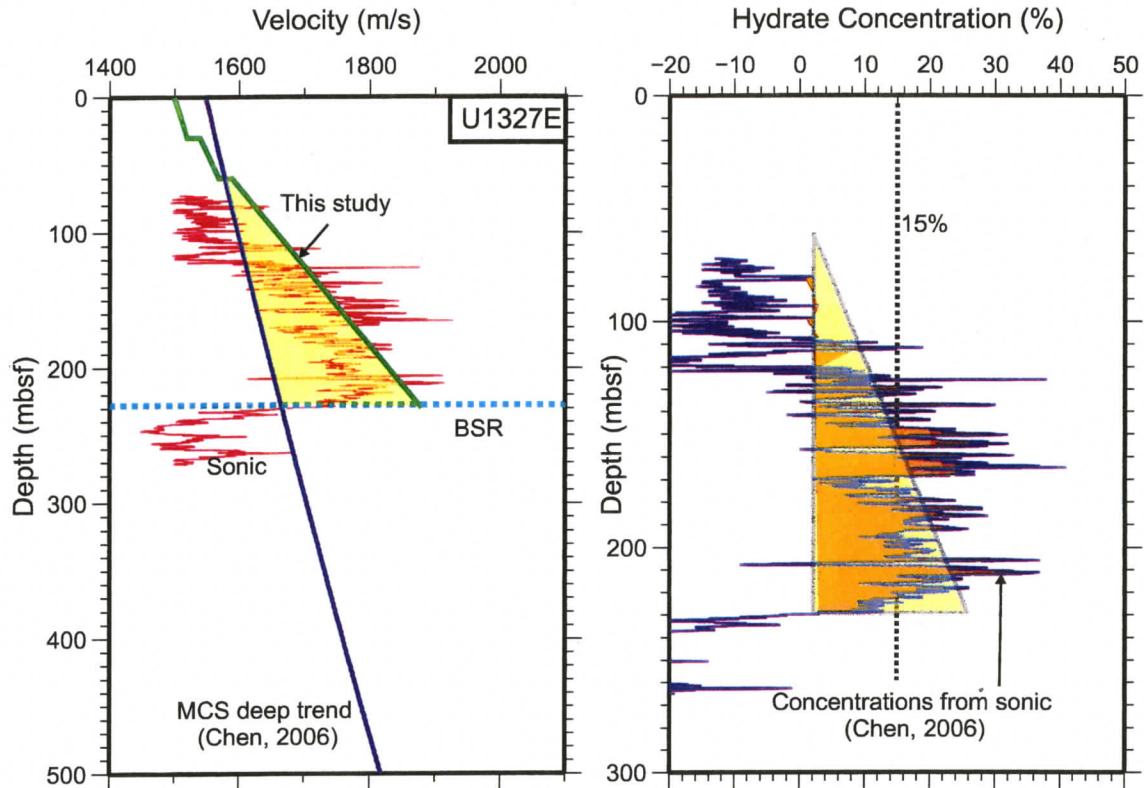 Velocity (m/s)
1400 1600 1800 2000
0
100
200
300
400
500
Depth (mbsf)
U1327E
This study
BSR
Sonic
MCS deep trend
(Chen, 2006)
Hydrate Concentration (%)
−20 −10 0 10 20 30 40 50
0
100
200
300
Depth (mbsf)
15%
Concentrations from sonic
(Chen, 2006)